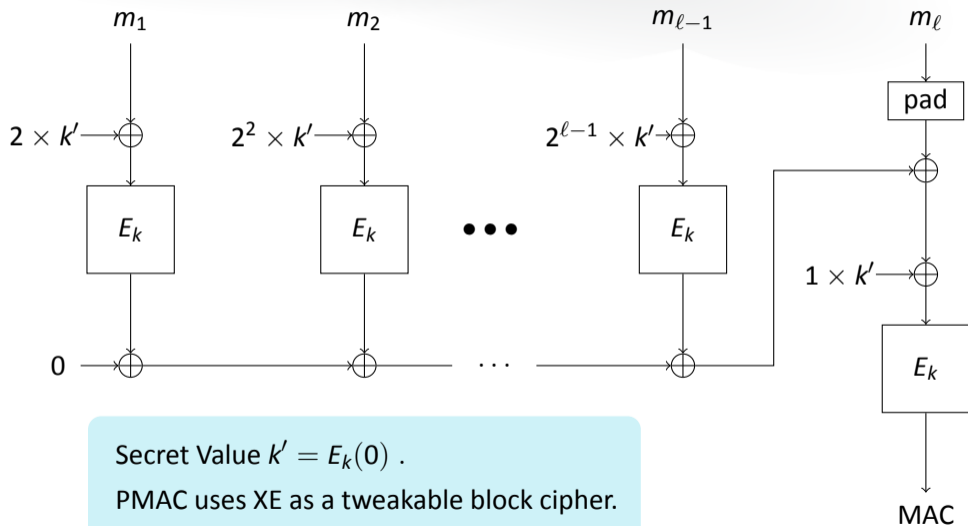 m₁ m₂ m_{ℓ−1} m_ℓ
pad
2 × k′ 2² × k′ 2^{ℓ−1} × k′
E_k E_k ••• E_k
1 × k′
0 ··· E_k
Secret Value k′ = E_k(0) .
PMAC uses XE as a tweakable block cipher.
MAC